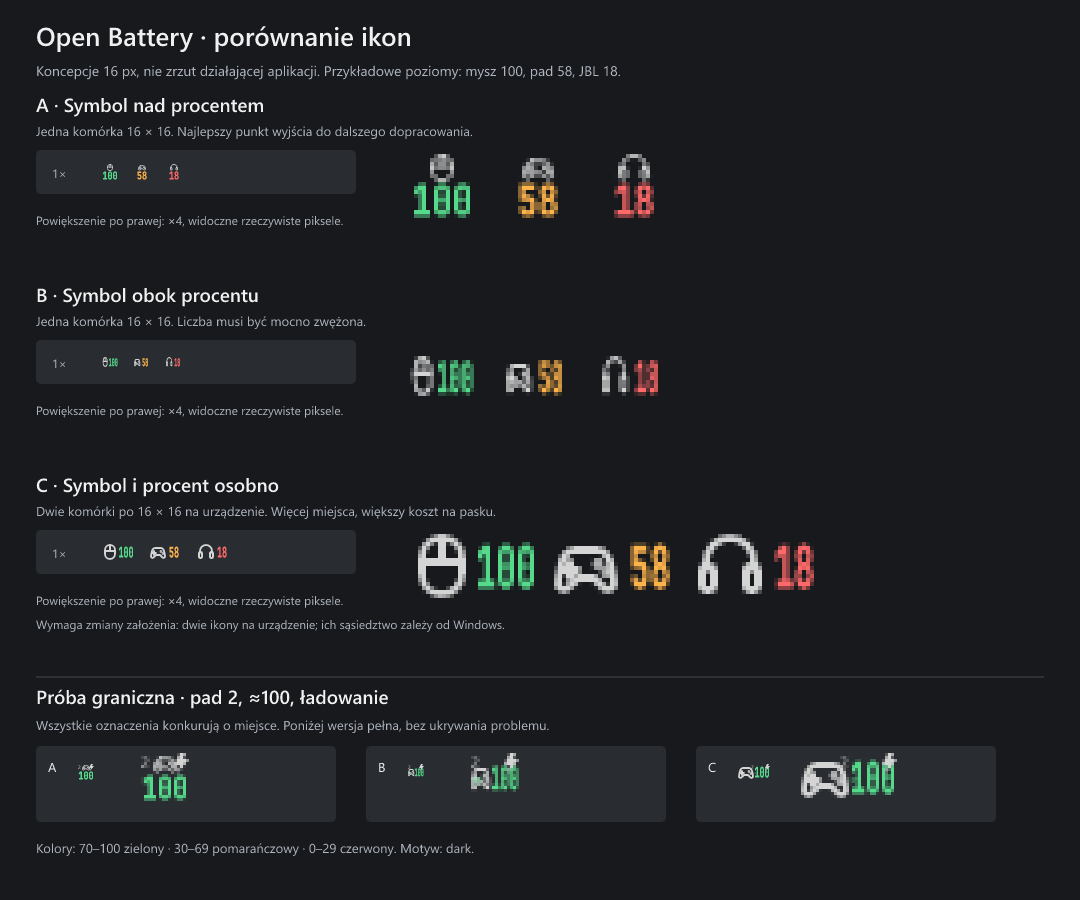 Open Battery · porównanie ikon
Koncepcje 16 px, nie zrzut działającej aplikacji. Przykładowe poziomy: mysz 100, pad 58, JBL 18.
A · Symbol nad procentem
Jedna komórka 16 × 16. Najlepszy punkt wyjścia do dalszego dopracowania.
1× 100 58 18 100 58 18
Powiększenie po prawej: ×4, widoczne rzeczywiste piksele.
B · Symbol obok procentu
Jedna komórka 16 × 16. Liczba musi być mocno zwężona.
1× 100 58 18 100 58 18
Powiększenie po prawej: ×4, widoczne rzeczywiste piksele.
C · Symbol i procent osobno
Dwie komórki po 16 × 16 na urządzenie. Więcej miejsca, większy koszt na pasku.
1× 100 58 18 100 58 18
Powiększenie po prawej: ×4, widoczne rzeczywiste piksele.
Wymaga zmiany założenia: dwie ikony na urządzenie; ich sąsiedztwo zależy od Windows.
Próba graniczna · pad 2, ≈100, ładowanie
Wszystkie oznaczenia konkurują o miejsce. Poniżej wersja pełna, bez ukrywania problemu.
A 100 2 100 B 100 2 100 C 100 100
Kolory: 70–100 zielony · 30–69 pomarańczowy · 0–29 czerwony. Motyw: dark.